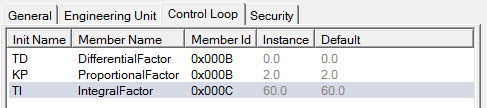 General Engineering Unit Control Loop Security
Init Name Member Name Member Id Instance Default
TD DifferentialFactor 0x000B 0.0 0.0
KP ProportionalFactor 0x000B 2.0 2.0
TI IntegralFactor 0x000C 60.0 60.0